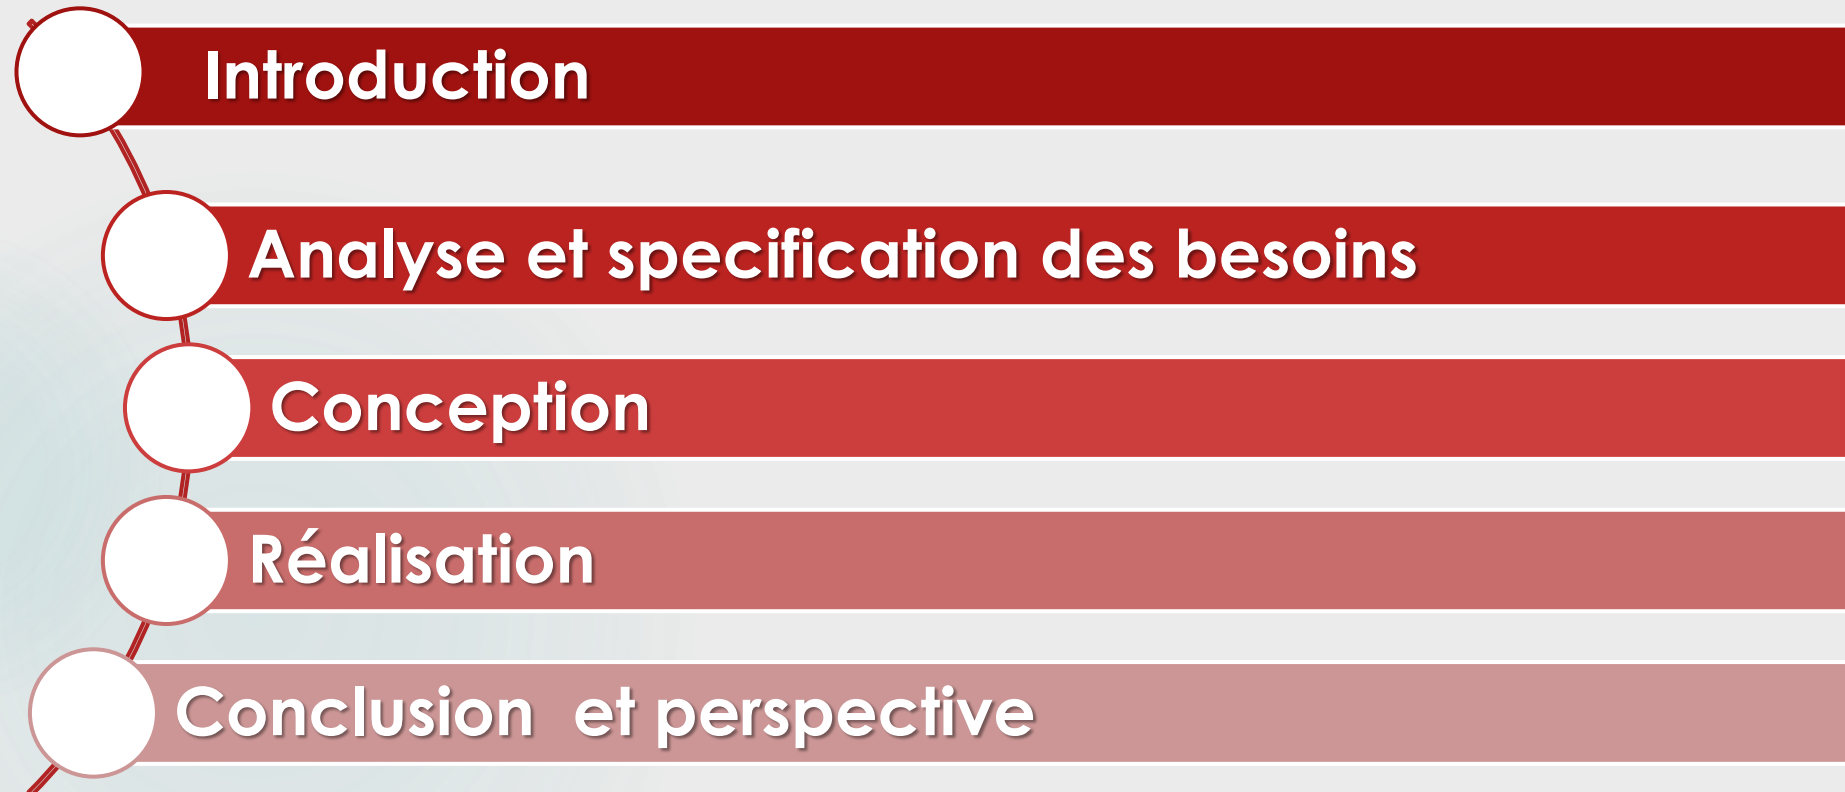 Introduction
Analyse et specification des besoins
Conception
Réalisation
Conclusion  et perspective